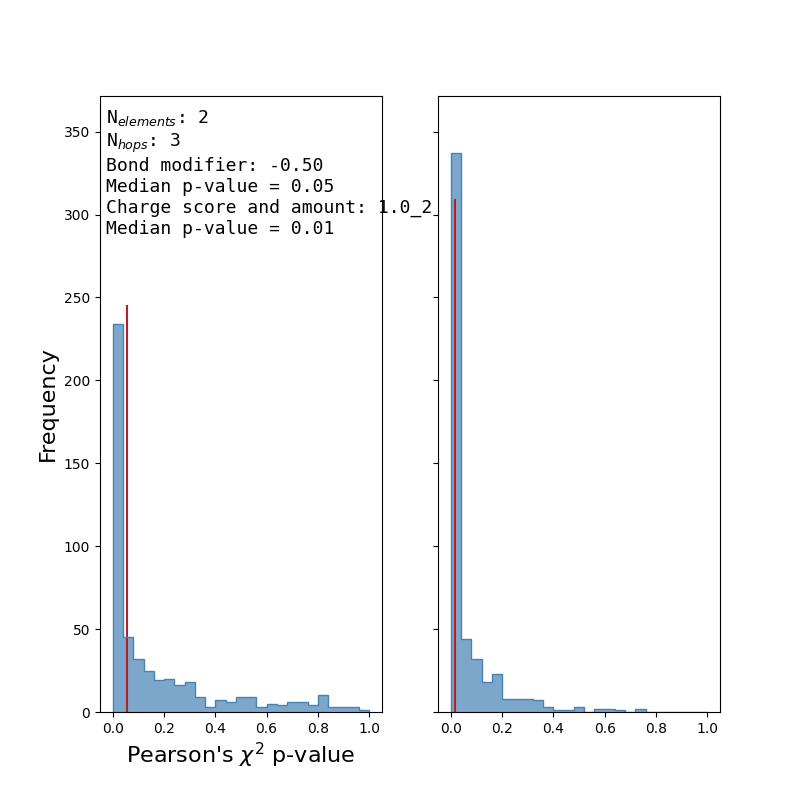 N_elements: 2
N_hops: 3
Bond modifier: -0.50
Median p-value = 0.05
Charge score and amount: 1.0_2
Median p-value = 0.01
350
300
250
200
150
100
50
0
Frequency
0.0 0.2 0.4 0.6 0.8 1.0
0.0 0.2 0.4 0.6 0.8 1.0
Pearson's χ² p-value